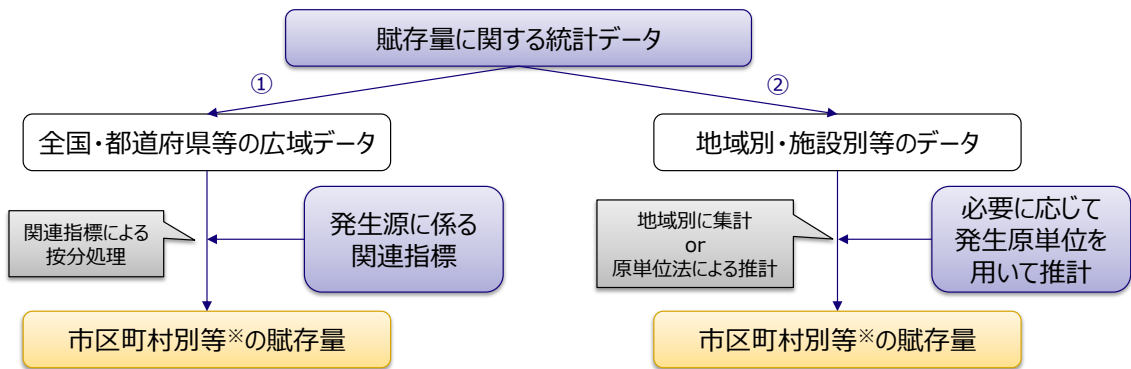 賦存量に関する統計データ
①
②
全国・都道府県等の広域データ
地域別・施設別等のデータ
関連指標による
按分処理
発生源に係る
関連指標
地域別に集計
or
原単位法による推計
必要に応じて
発生原単位を
用いて推計
市区町村別等※の賦存量
市区町村別等※の賦存量